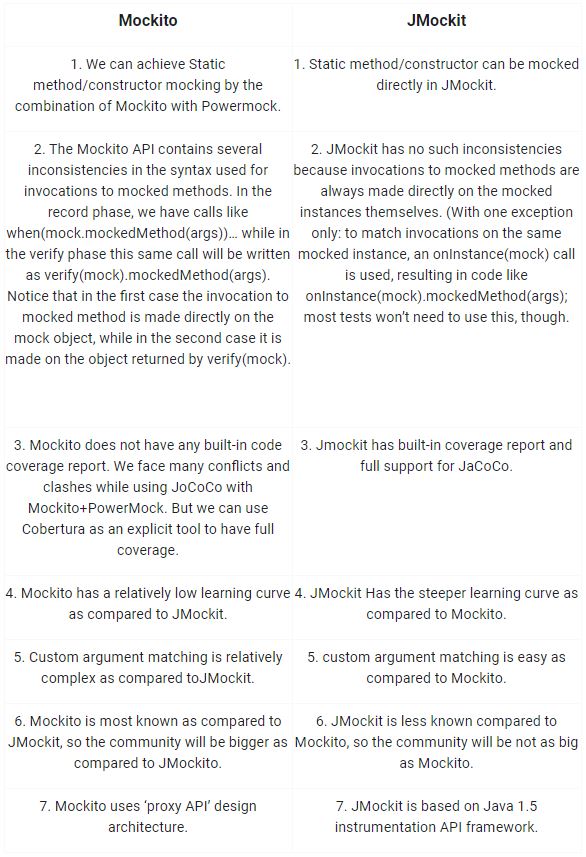 Mockito
JMockit
1. We can achieve Static
method/constructor mocking by the
combination of Mockito with Powermock.
1. Static method/constructor can be mocked
directly in JMockit.
2. The Mockito API contains several
inconsistencies in the syntax used for
invocations to mocked methods. In the
record phase, we have calls like
when(mock.mockedMethod(args))... while in
the verify phase this same call will be written
as verify(mock).mockedMethod(args).
Notice that in the first case the invocation to
mocked method is made directly on the
mock object, while in the second case it is
made on the object returned by verify(mock).
2. JMockit has no such inconsistencies
because invocations to mocked methods are
always made directly on the mocked
instances themselves. (With one exception
only: to match invocations on the same
mocked instance, an onInstance(mock) call
is used, resulting in code like
onInstance(mock).mockedMethod(args);
most tests won’t need to use this, though.
3. Mockito does not have any built-in code
coverage report. We face many conflicts and
clashes while using JoCoCo with
Mockito+PowerMock. But we can use
Cobertura as an explicit tool to have full
coverage.
3. Jmockit has built-in coverage report and
full support for JaCoCo.
4. Mockito has a relatively low learning curve
as compared to JMockit.
4. JMockit Has the steeper learning curve as
compared to Mockito.
5. Custom argument matching is relatively
complex as compared toJMockit.
5. custom argument matching is easy as
compared to Mockito.
6. Mockito is most known as compared to
JMockit, so the community will be bigger as
compared to JMockito.
6. JMockit is less known compared to
Mockito, so the community will be not as big
as Mockito.
7. Mockito uses ‘proxy API’ design
architecture.
7. JMockit is based on Java 1.5
instrumentation API framework.